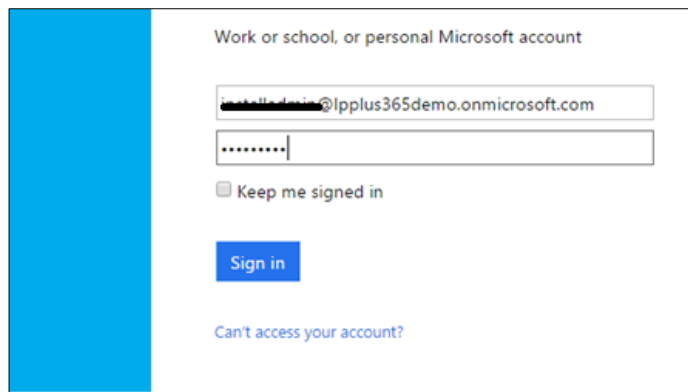 Work or school, or personal Microsoft account
@lpplus365demo.onmicrosoft.com
•••••••••
Keep me signed in
Sign in
Can't access your account?